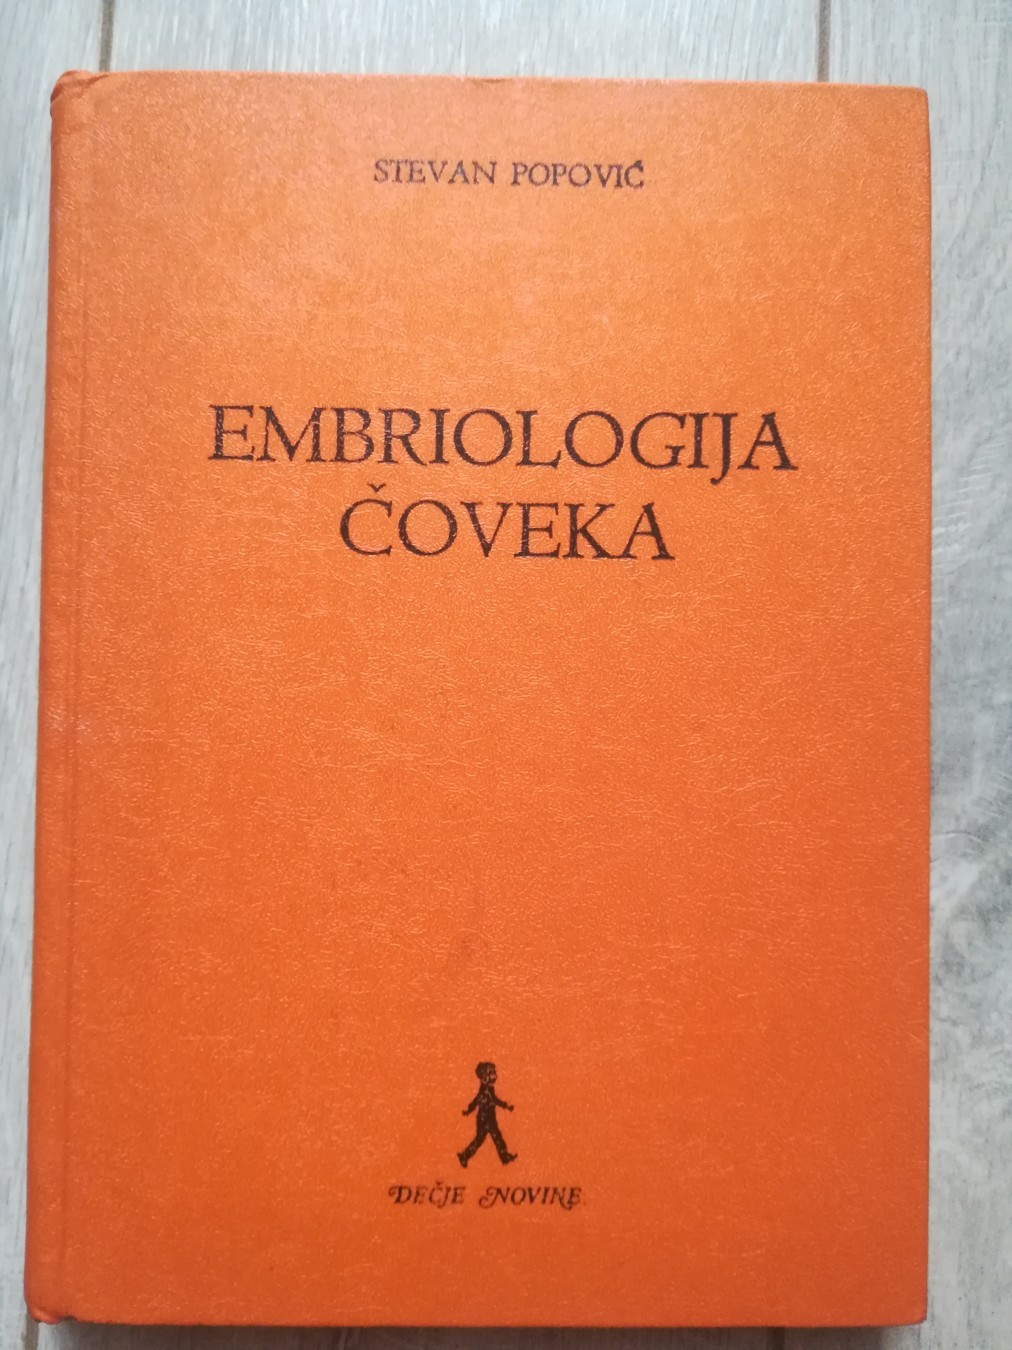 STEVAN POPOVIĆ
EMBRIOLOGIJA
ČOVEKA
DEČJE NOVINE